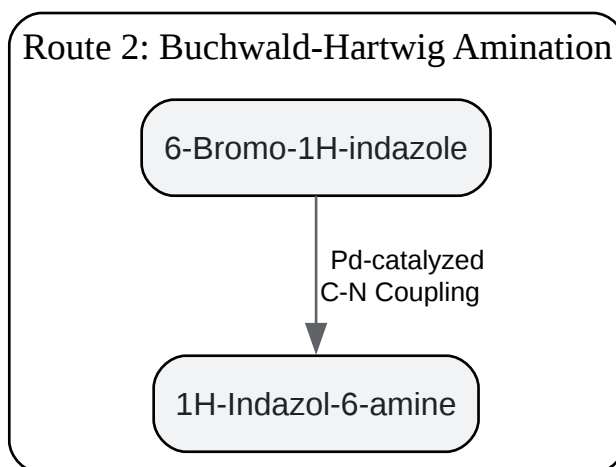 Route 2: Buchwald-Hartwig Amination
6-Bromo-1H-indazole
Pd-catalyzed
C-N Coupling
1H-Indazol-6-amine